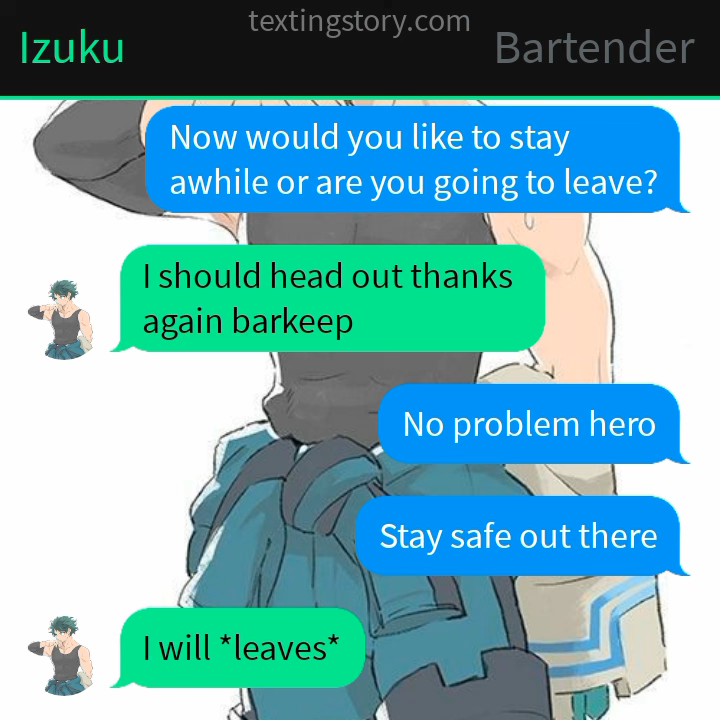 textingstory.com
Izuku
Bartender
Now would you like to stay
awhile or are you going to leave?
I should head out thanks
again barkeep
No problem hero
Stay safe out there
I will *leaves*